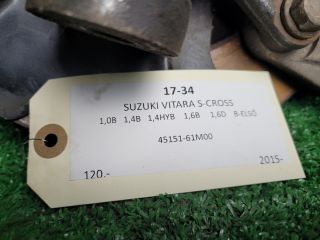 17-34
SUZUKI VITARA S-CROSS
1,0B 1,4B 1,4HYB 1,6B 1,6D B-ELSŐ
45151-61M00
120.- 2015-